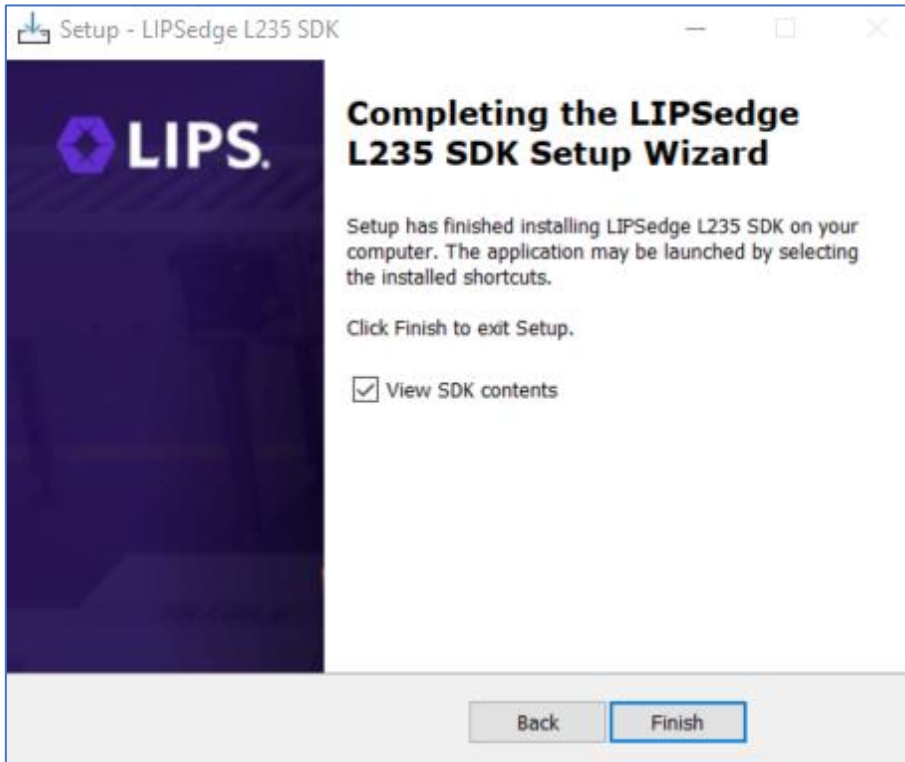 Setup - LIPSedge L235 SDK
LIPS.
Completing the LIPSedge
L235 SDK Setup Wizard
Setup has finished installing LIPSedge L235 SDK on your
computer. The application may be launched by selecting
the installed shortcuts.
Click Finish to exit Setup.
View SDK contents
Back
Finish